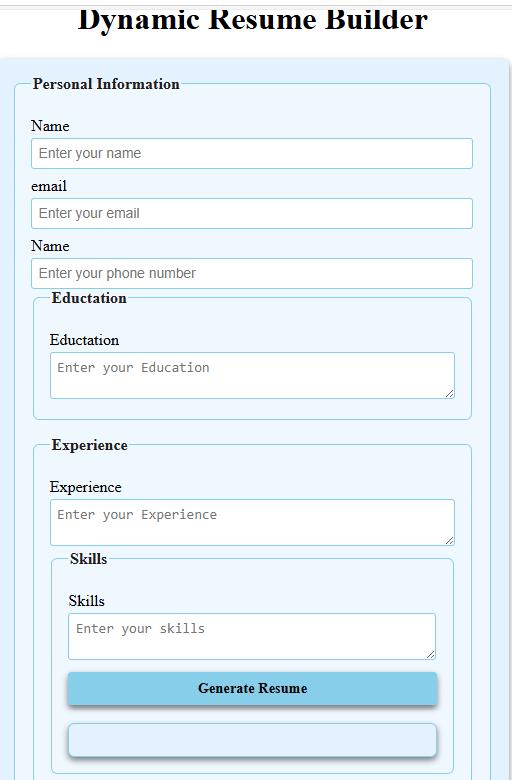 Dynamic Resume Builder
Personal Information
Name
Enter your name
email
Enter your email
Name
Enter your phone number
Eductation
Eductation
Enter your Education
Experience
Experience
Enter your Experience
Skills
Skills
Enter your skills
Generate Resume